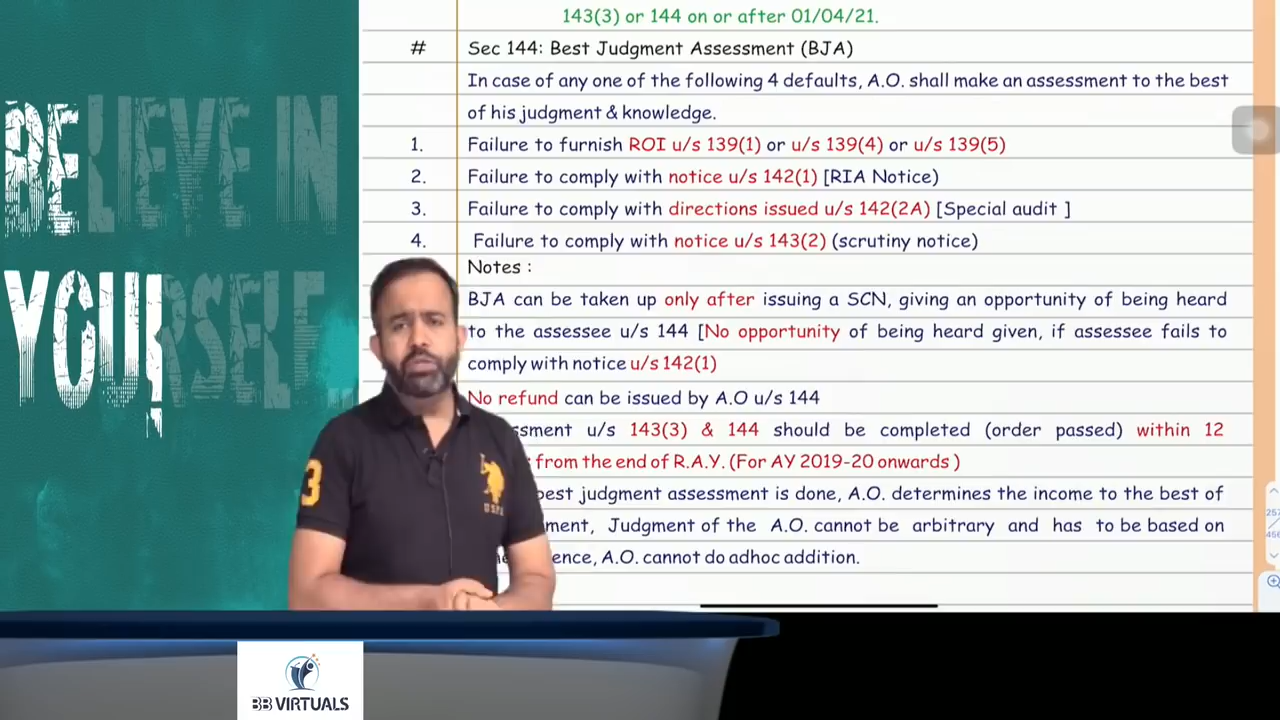 BELIEVE IN
YOURSELF
143(3) or 144 on or after 01/04/21.
# Sec 144: Best Judgment Assessment (BJA)
In case of any one of the following 4 defaults, A.O. shall make an assessment to the best
of his judgment & knowledge.
1. Failure to furnish ROI u/s 139(1) or u/s 139(4) or u/s 139(5)
2. Failure to comply with notice u/s 142(1) [RIA Notice)
3. Failure to comply with directions issued u/s 142(2A) [Special audit ]
4. Failure to comply with notice u/s 143(2) (scrutiny notice)
Notes :
BJA can be taken up only after issuing a SCN, giving an opportunity of being heard
to the assessee u/s 144 [No opportunity of being heard given, if assessee fails to
comply with notice u/s 142(1)
No refund can be issued by A.O u/s 144
u/s 143(3) & 144 should be completed (order passed) within 12
from the end of R.A.Y. (For AY 2019-20 onwards )
best judgment assessment is done, A.O. determines the income to the best of
Judgment of the A.O. cannot be arbitrary and has to be based on
A.O. cannot do adhoc addition.
3
BB VIRTUALS